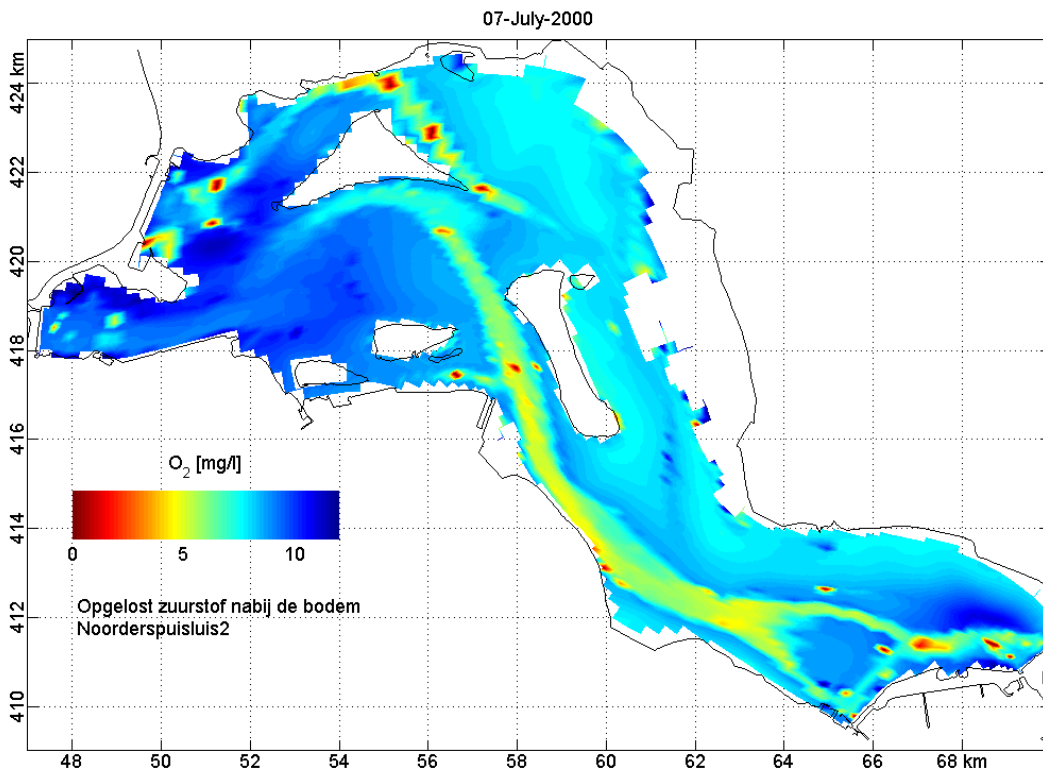 07-July-2000
424 km
422
420
418
416
414
412
410
O2 [mg/l]
0 5 10
Opgelost zuurstof nabij de bodem
Noorderspuisluis2
48 50 52 54 56 58 60 62 64 66 68 km